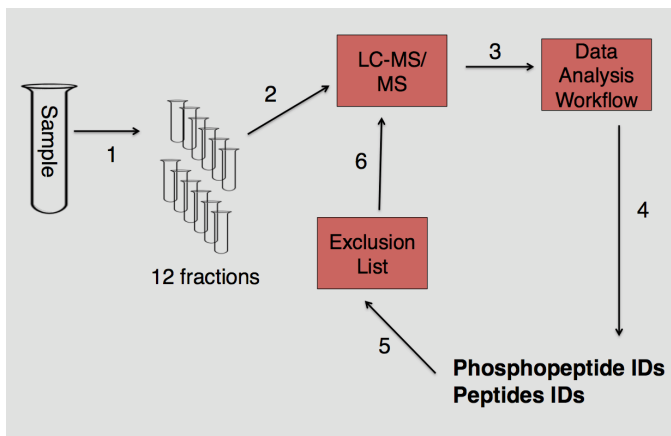 Sample
1
12 fractions
2
LC-MS/
MS
3
Data
Analysis
Workflow
4
Phosphopeptide IDs
Peptides IDs
5
Exclusion
List
6